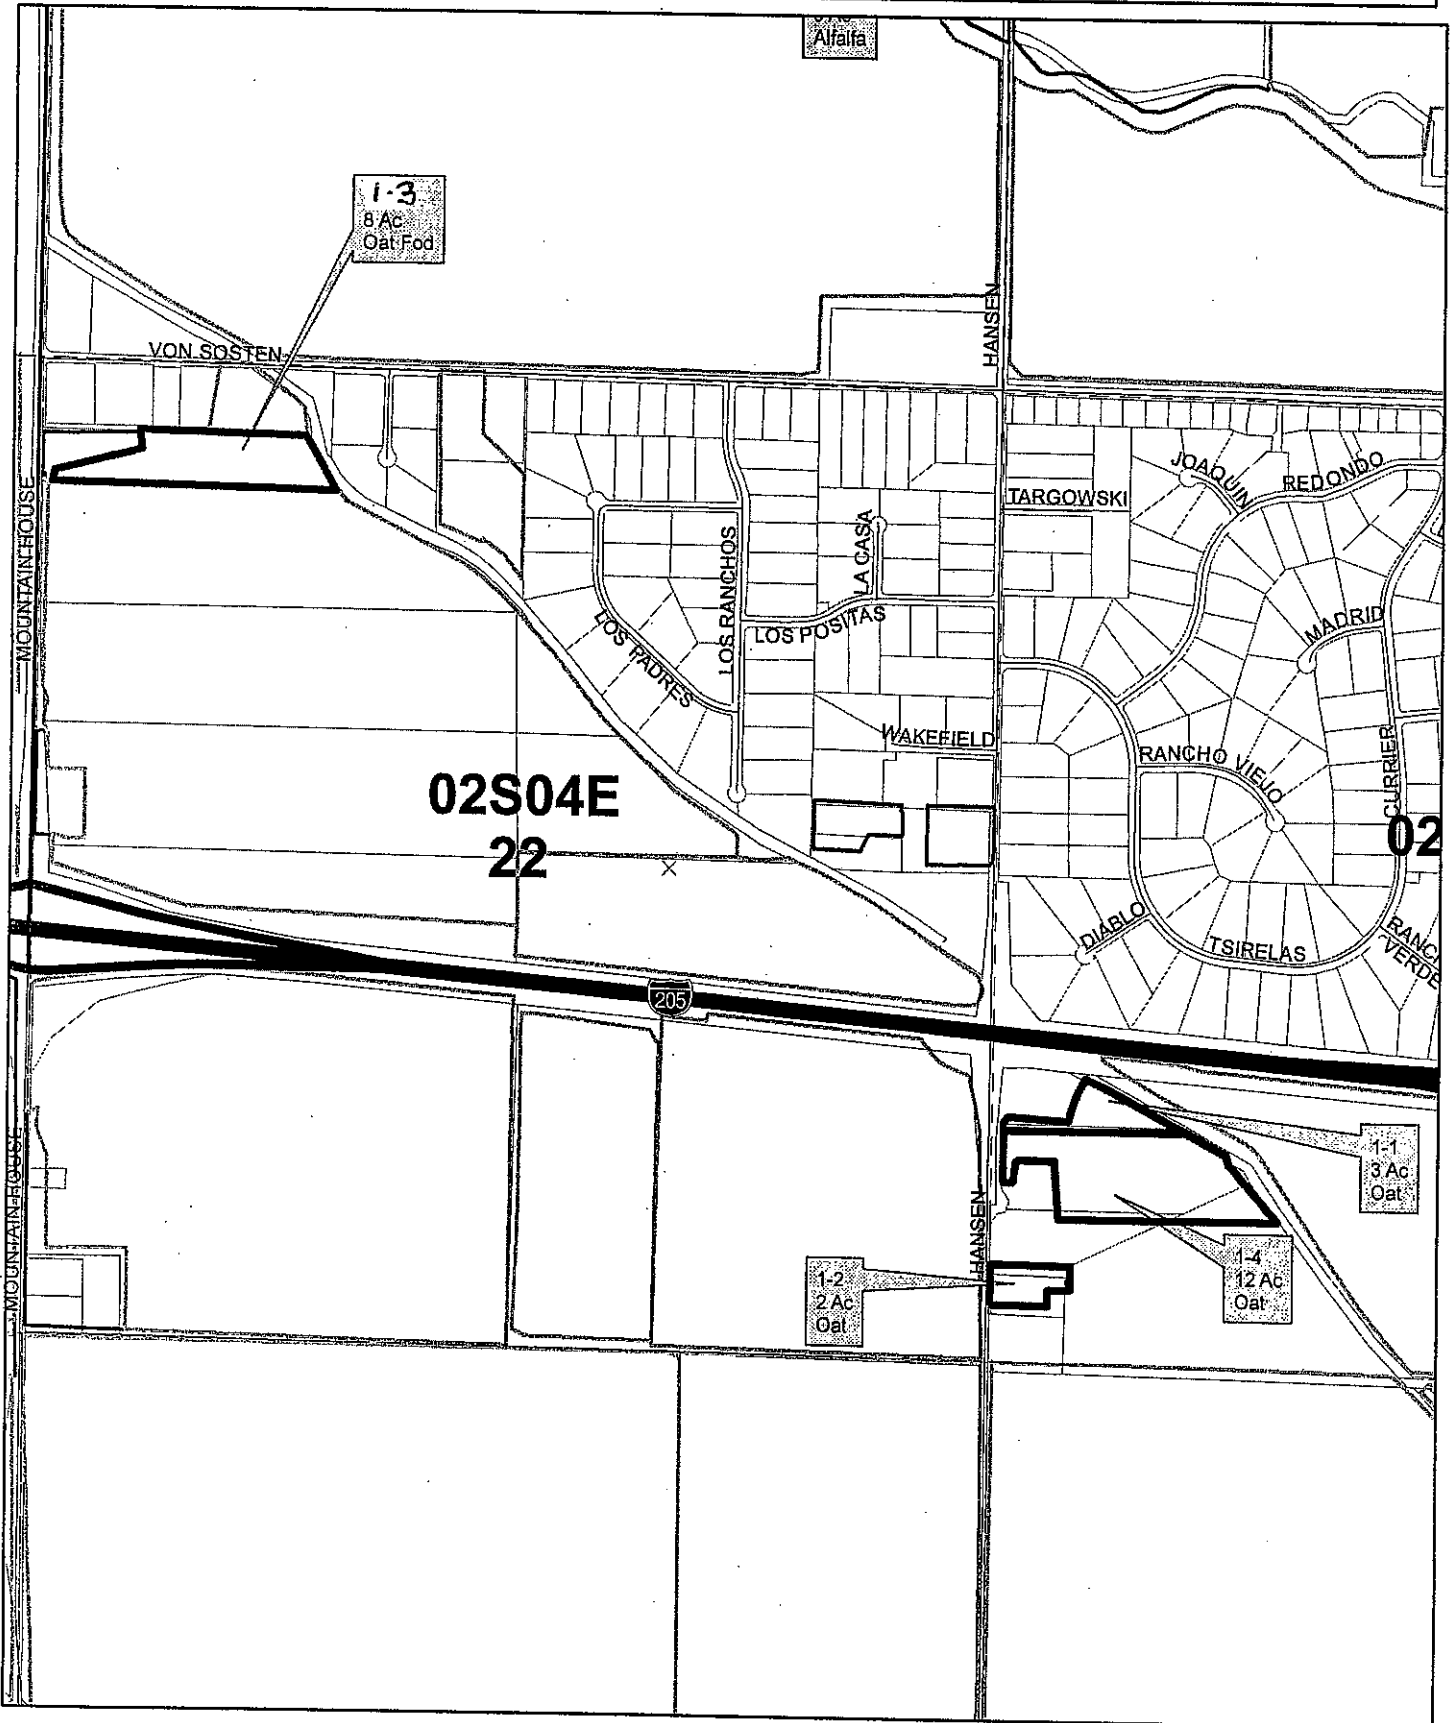 Alfalfa
1-3
8 Ac
Oat Fod
VON SOSTEN
HANSEN
MOUNTAIN HOUSE
JOAQUIN
REDONDO
TARGOWSKI
LA CASA
LOS RANCHOS
LOS POSITAS
LOS PADRES
MADRID
WAKEFIELD
RANCHO VIEJO
CURRIER
02S04E
22
02
DIABLO
TSIRELAS
VERDE
205
1-1
3 Ac
Oat
MOUNTAIN HOUSE
HANSEN
1-4
12 Ac
Oat
1-2
2 Ac
Oat